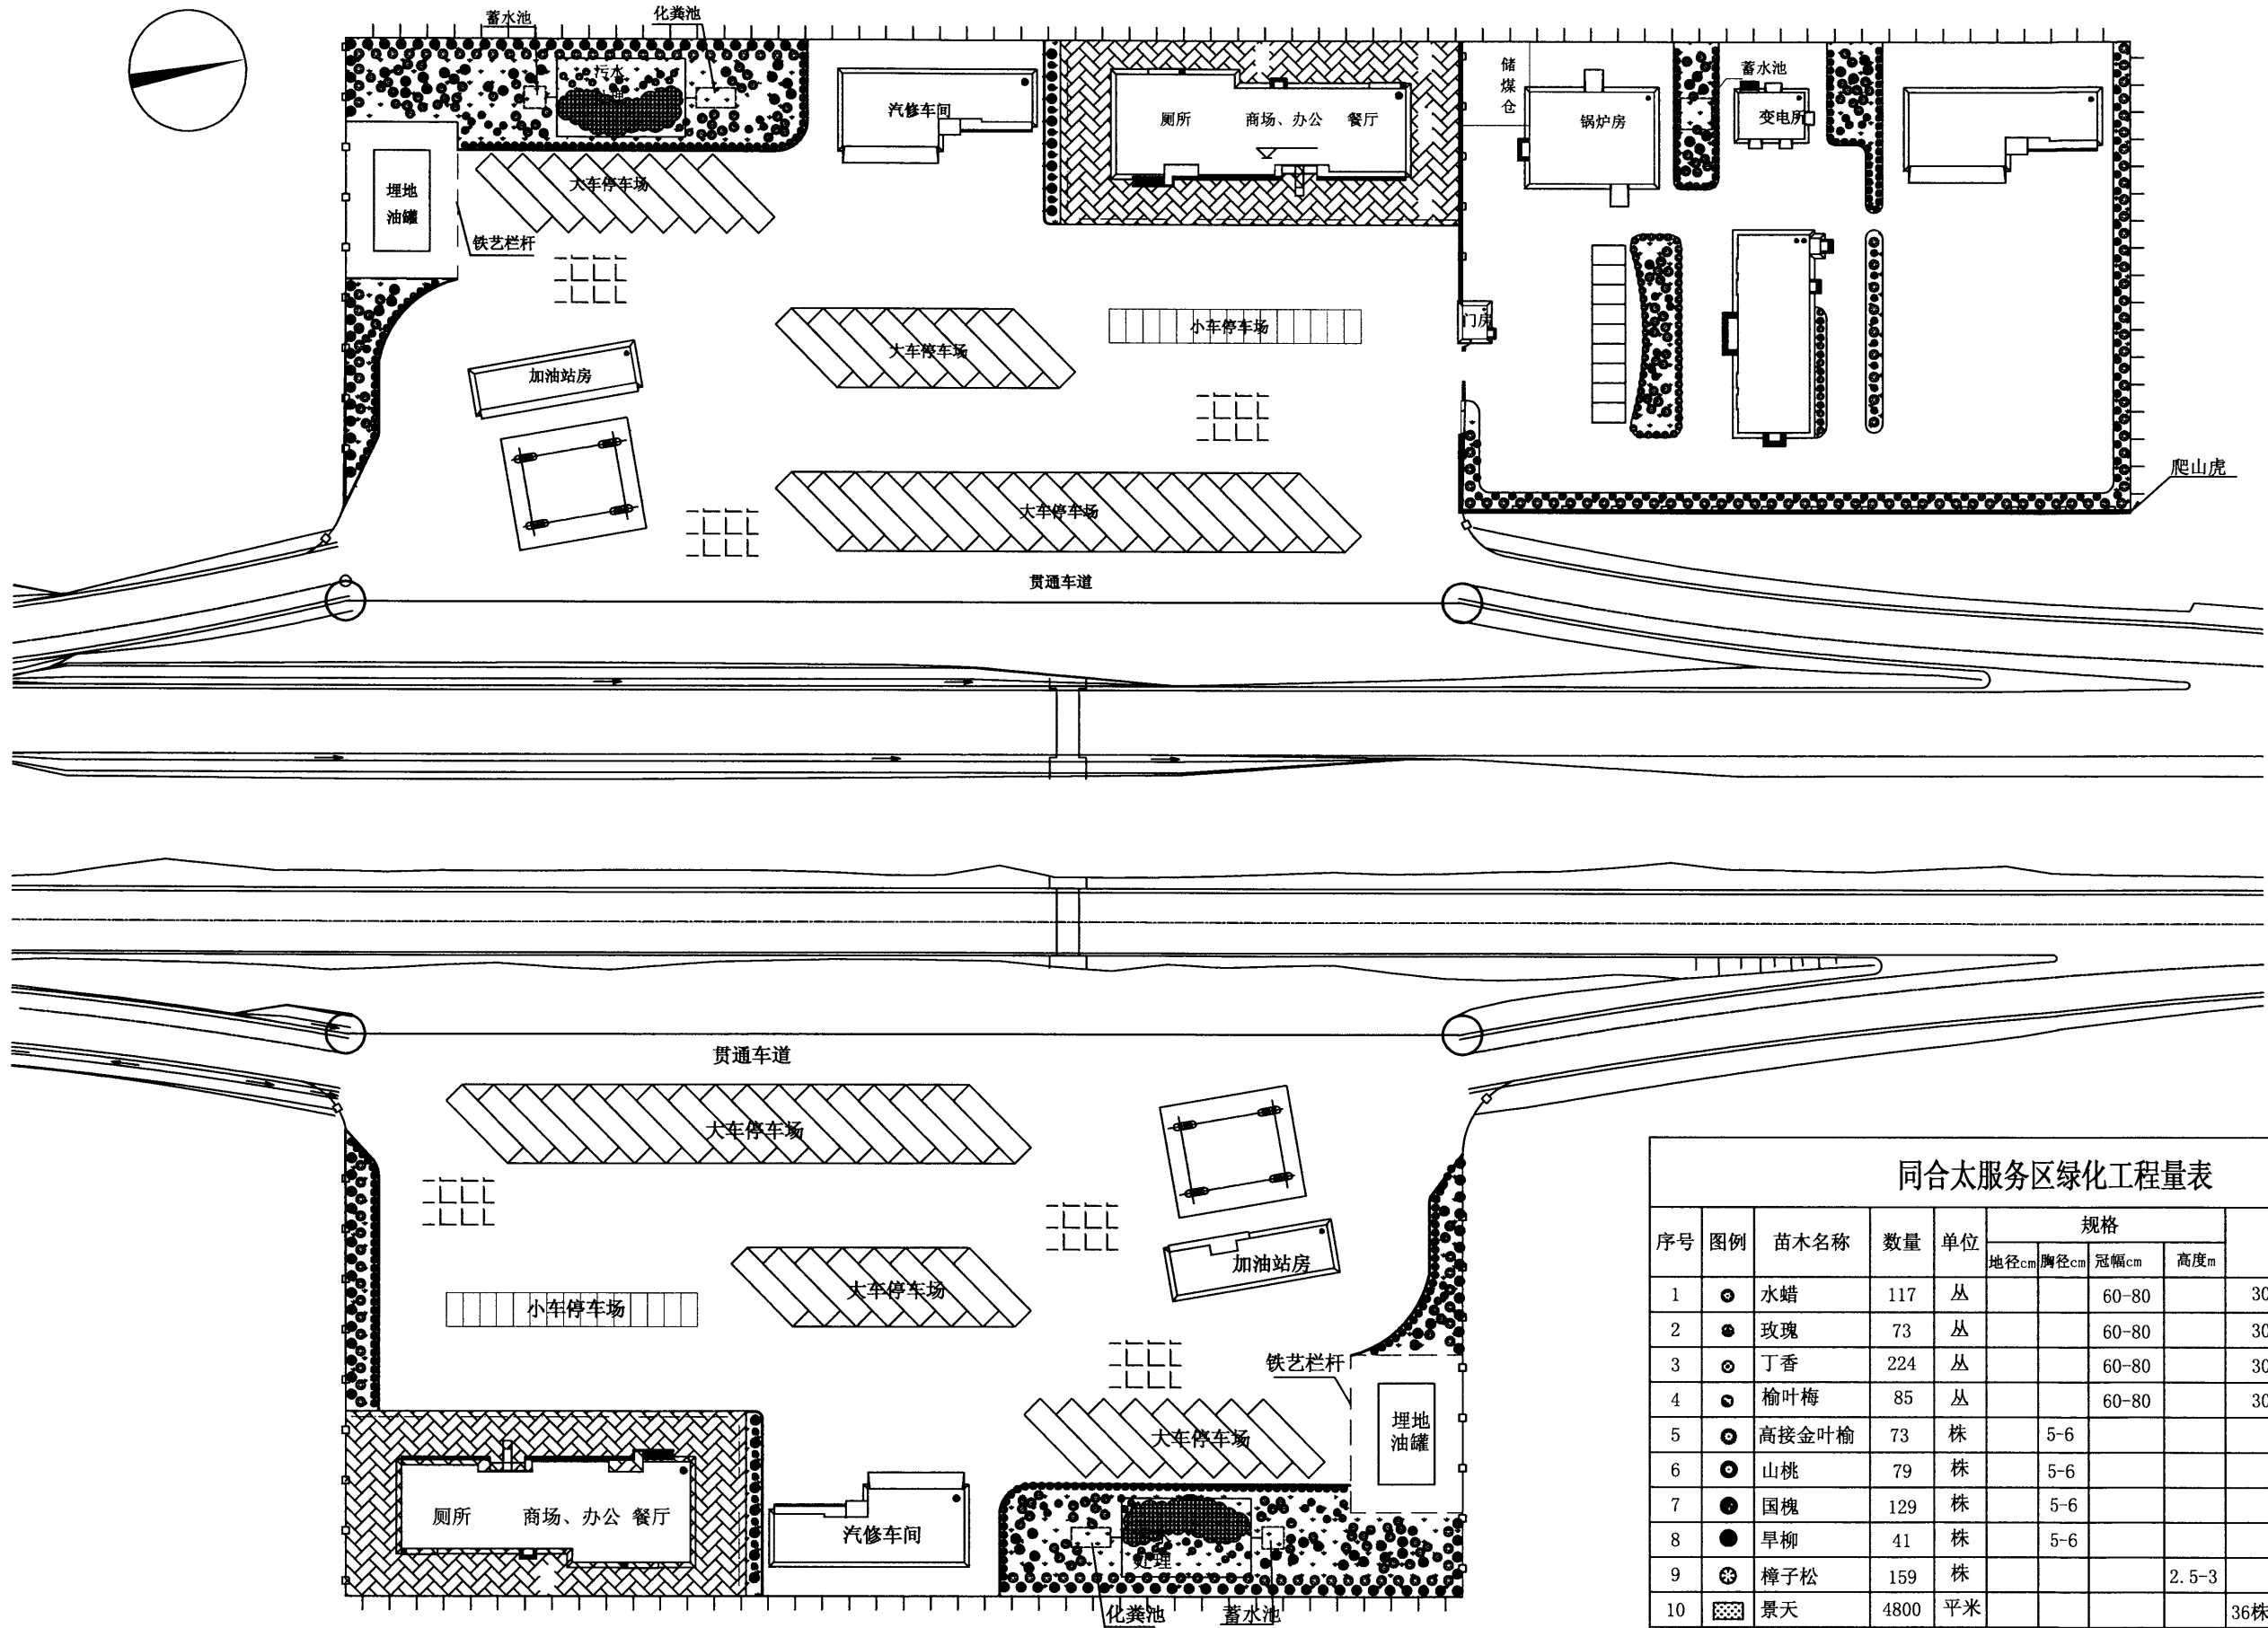 蓄水池
化粪池
污水
汽修车间
厕所 商场、办公 餐厅
储煤仓
锅炉房
蓄水池
变电所
埋地
油罐
大车停车场
铁艺栏杆
门房
小车停车场
大车停车场
加油站房
爬山虎
大车停车场
贯通车道
贯通车道
大车停车场
加油站房
大车停车场
小车停车场
铁艺栏杆
埋地
油罐
大车停车场
厕所 商场、办公 餐厅
汽修车间
处理
化粪池
蓄水池
同合太服务区绿化工程量表
序号 图例 苗木名称 数量 单位 规格
地径cm 胸径cm 冠幅cm 高度m
1 水蜡 117 丛 60-80 30
2 玫瑰 73 丛 60-80 30
3 丁香 224 丛 60-80 30
4 榆叶梅 85 丛 60-80 30
5 高接金叶榆 73 株 5-6
6 山桃 79 株 5-6
7 国槐 129 株 5-6
8 旱柳 41 株 5-6
9 樟子松 159 株 2.5-3
10 景天 4800 平米 36株